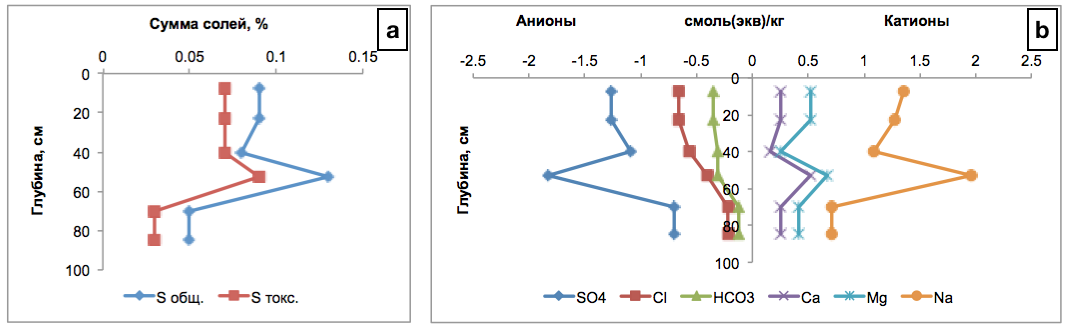 Сумма солей, %
a
0 0.05 0.1 0.15
0
20
40
60
80
100
Глубина, см
S общ. S токс.
Анионы смоль(экв)/кг Катионы
b
-2.5 -2 -1.5 -1 -0.5 0 0.5 1 1.5 2 2.5
0
20
40
60
80
100
Глубина, см
SO4 Cl HCO3 Ca Mg Na